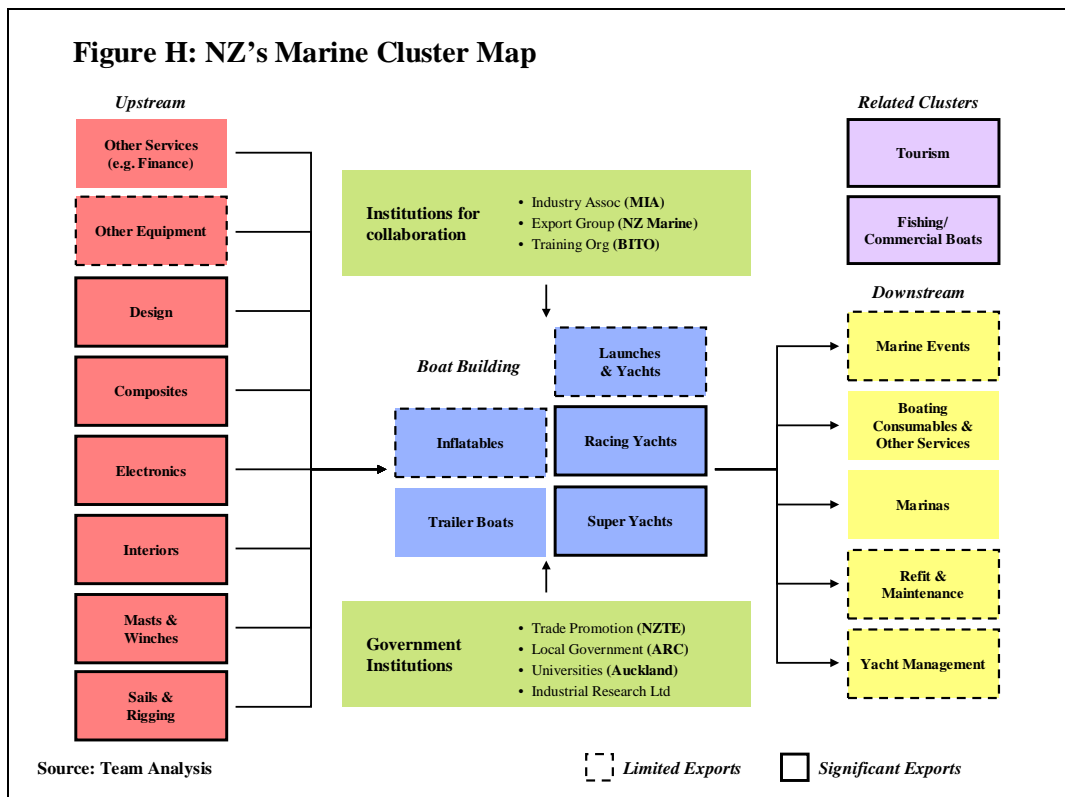 Figure H: NZ's Marine Cluster Map
Upstream
Other Services
(e.g. Finance)
Other Equipment
Design
Composites
Electronics
Interiors
Masts &
Winches
Sails &
Rigging
Institutions for
collaboration
• Industry Assoc (MIA)
• Export Group (NZ Marine)
• Training Org (BITO)
Boat Building
Launches
& Yachts
Inflatables
Racing Yachts
Trailer Boats
Super Yachts
Government
Institutions
• Trade Promotion (NZTE)
• Local Government (ARC)
• Universities (Auckland)
• Industrial Research Ltd
Related Clusters
Tourism
Fishing/
Commercial Boats
Downstream
Marine Events
Boating
Consumables &
Other Services
Marinas
Refit &
Maintenance
Yacht Management
Source: Team Analysis
Limited Exports
Significant Exports